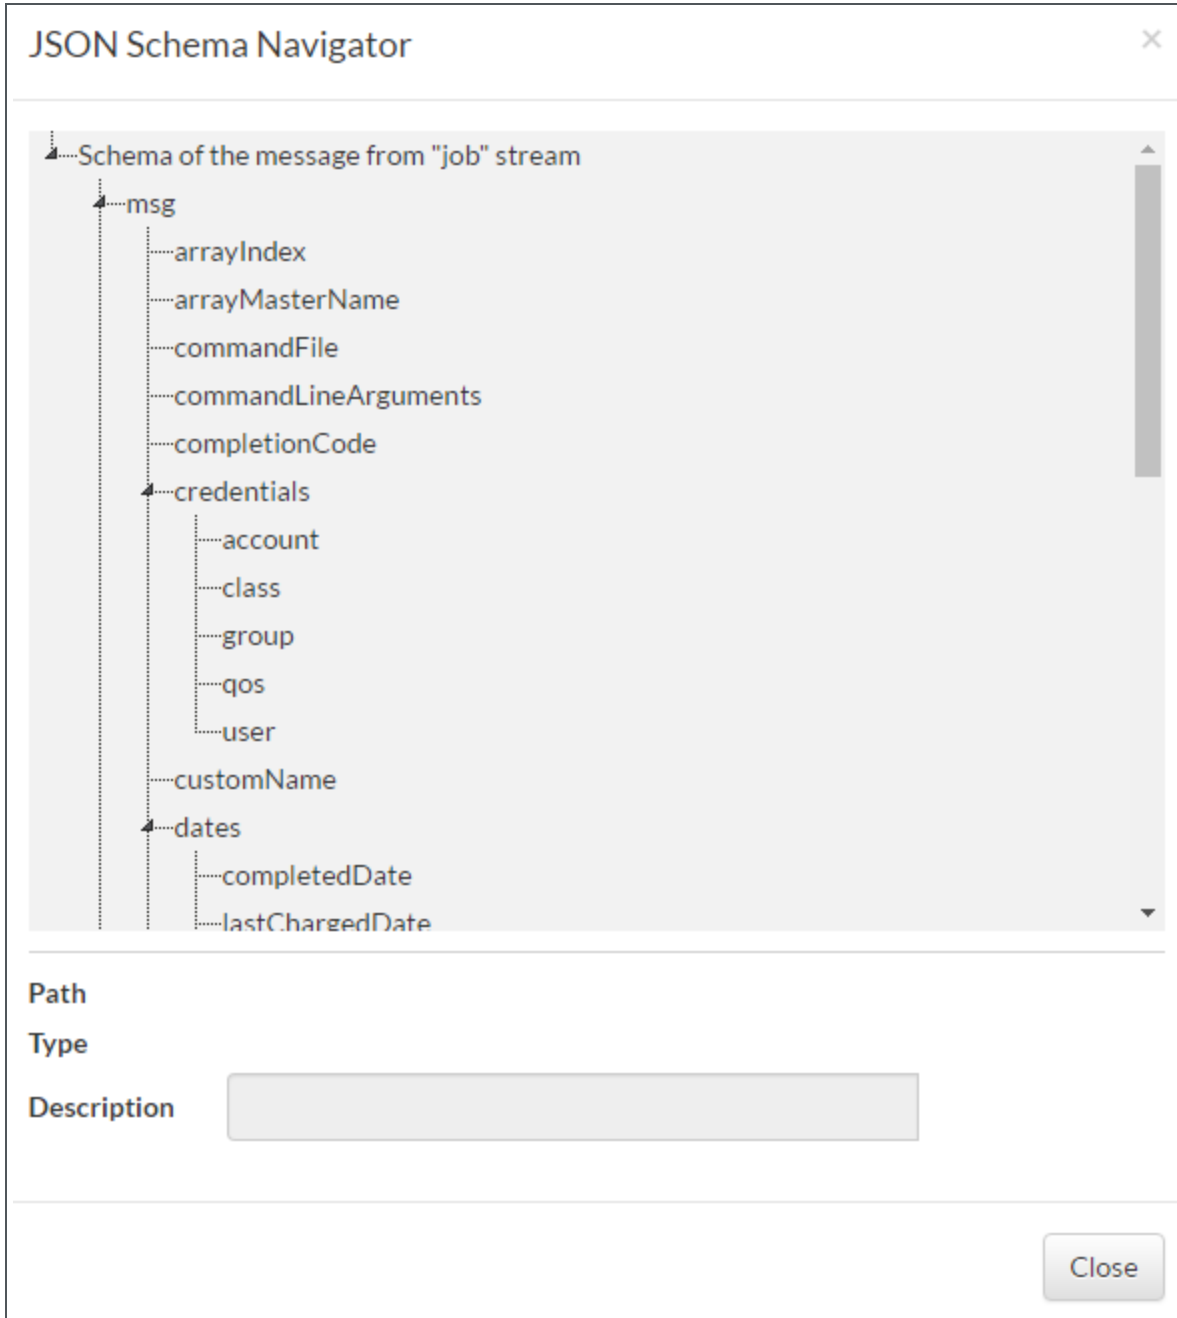 JSON Schema Navigator
Schema of the message from "job" stream
msg
arrayIndex
arrayMasterName
commandFile
commandLineArguments
completionCode
credentials
account
class
group
qos
user
customName
dates
completedDate
lastChargedDate
Path
Type
Description
Close